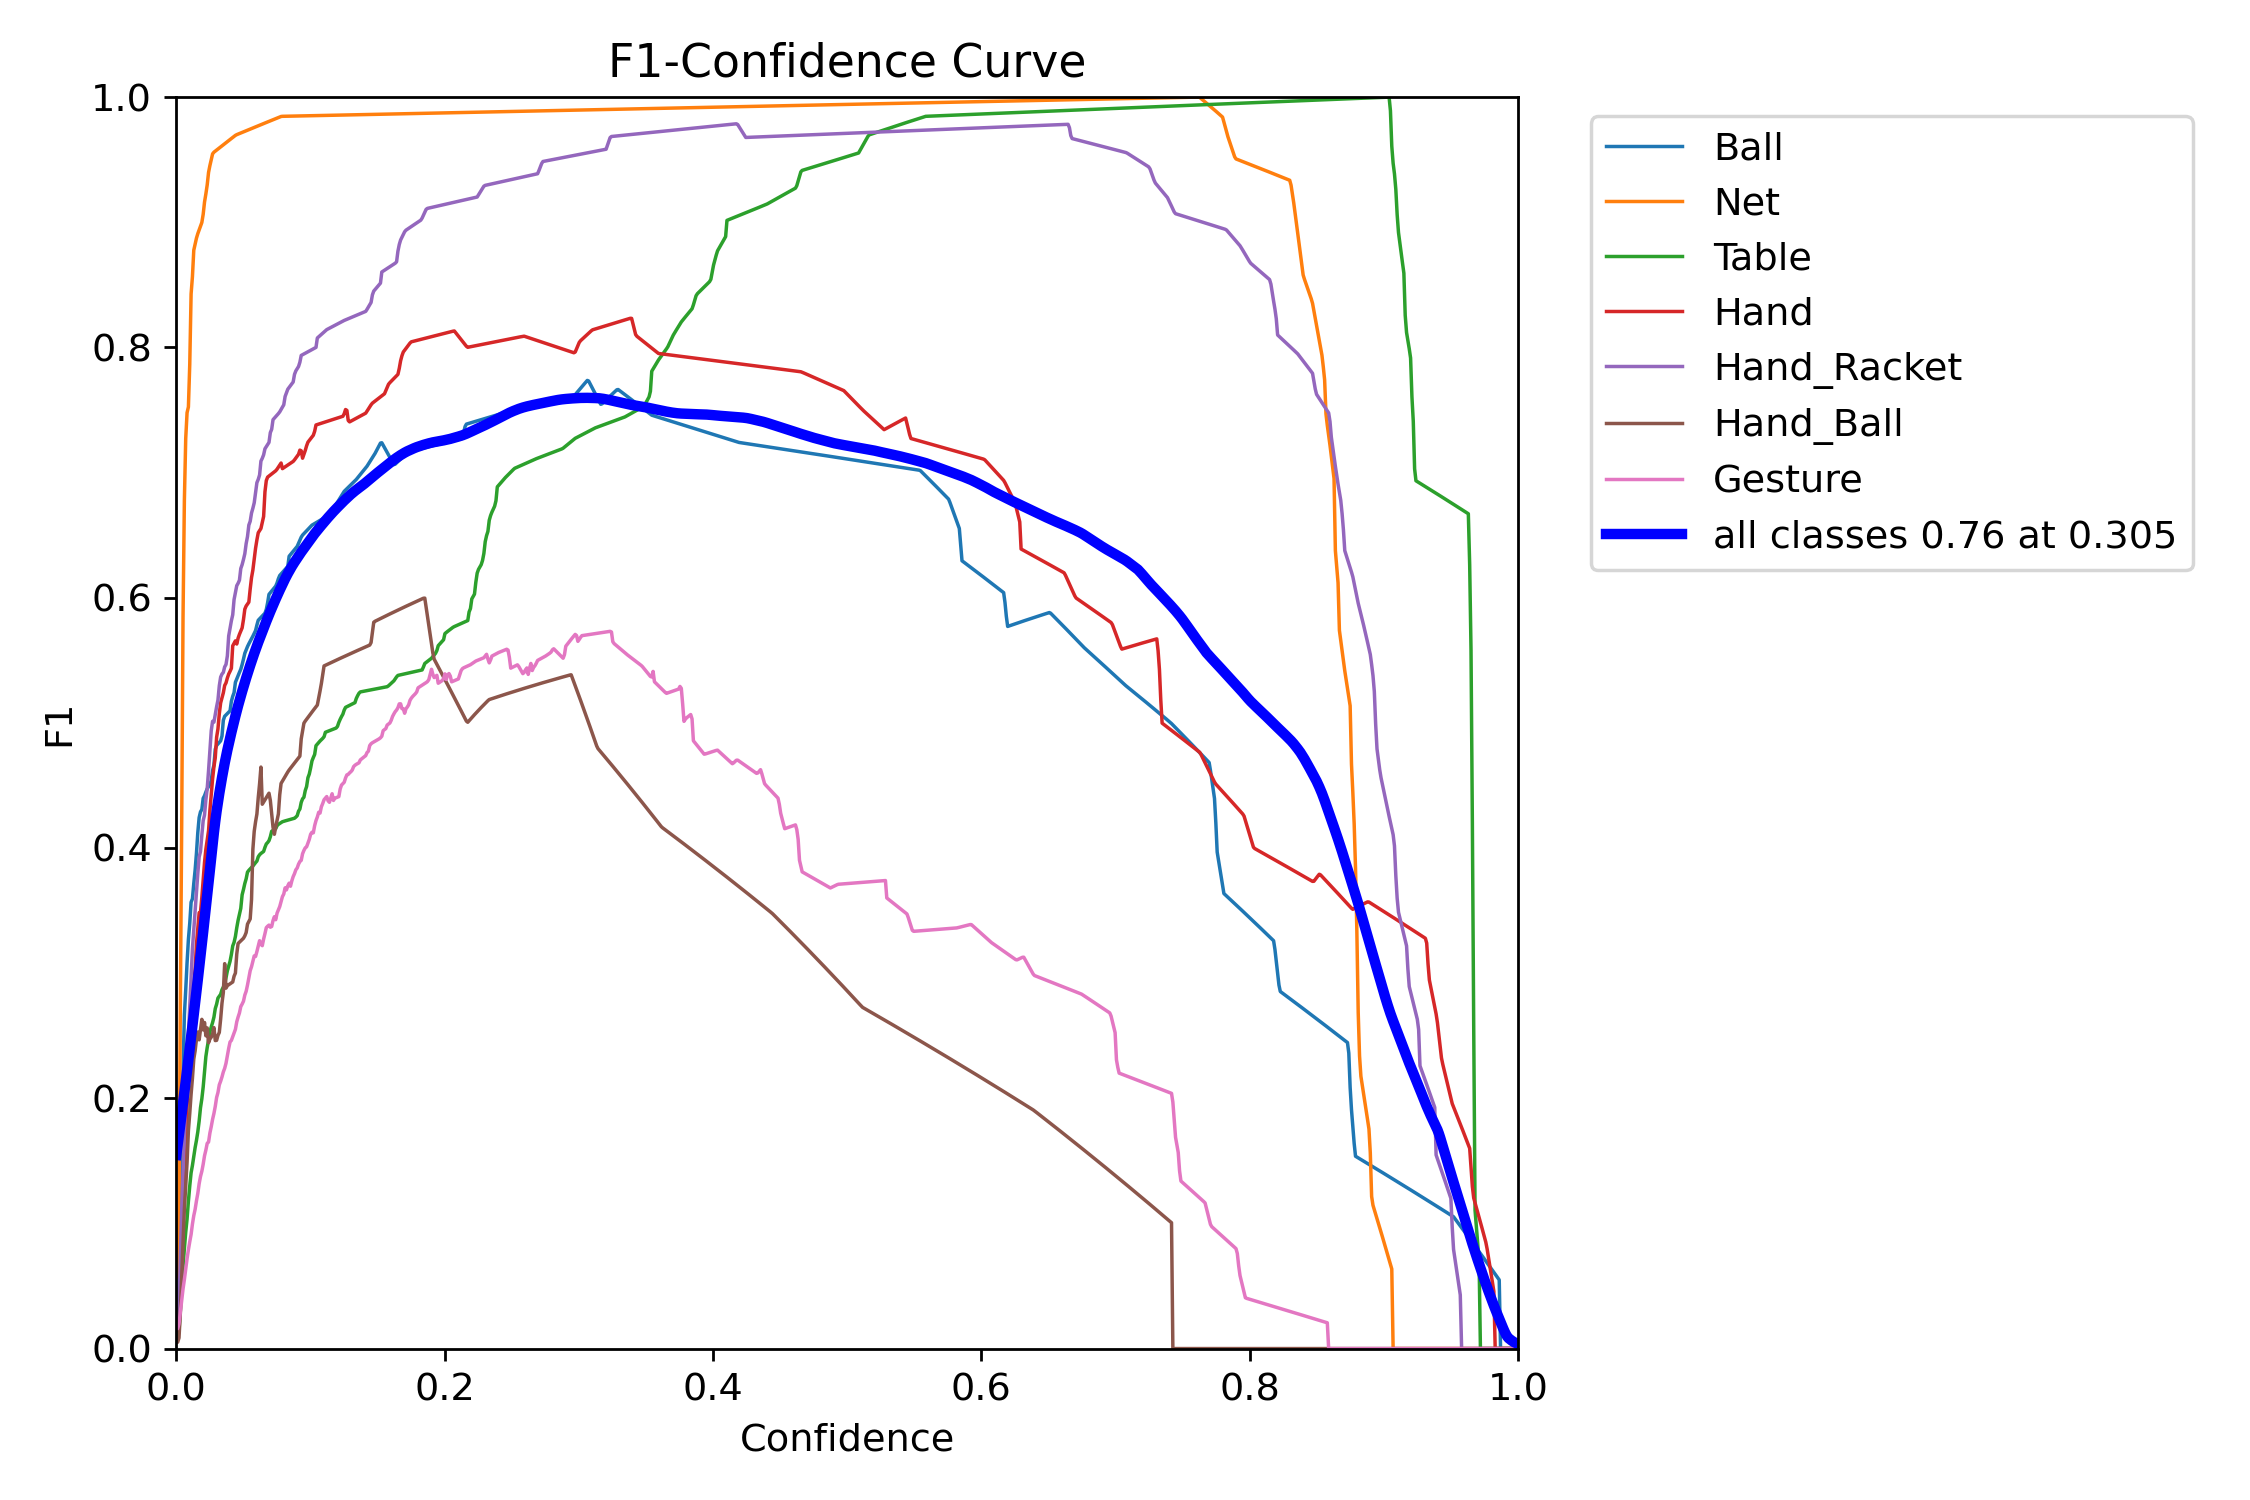 F1-Confidence Curve
1.0
0.8
0.6
0.4
0.2
0.0
F1
0.0 0.2 0.4 0.6 0.8 1.0
Confidence
Ball
Net
Table
Hand
Hand_Racket
Hand_Ball
Gesture
all classes 0.76 at 0.305